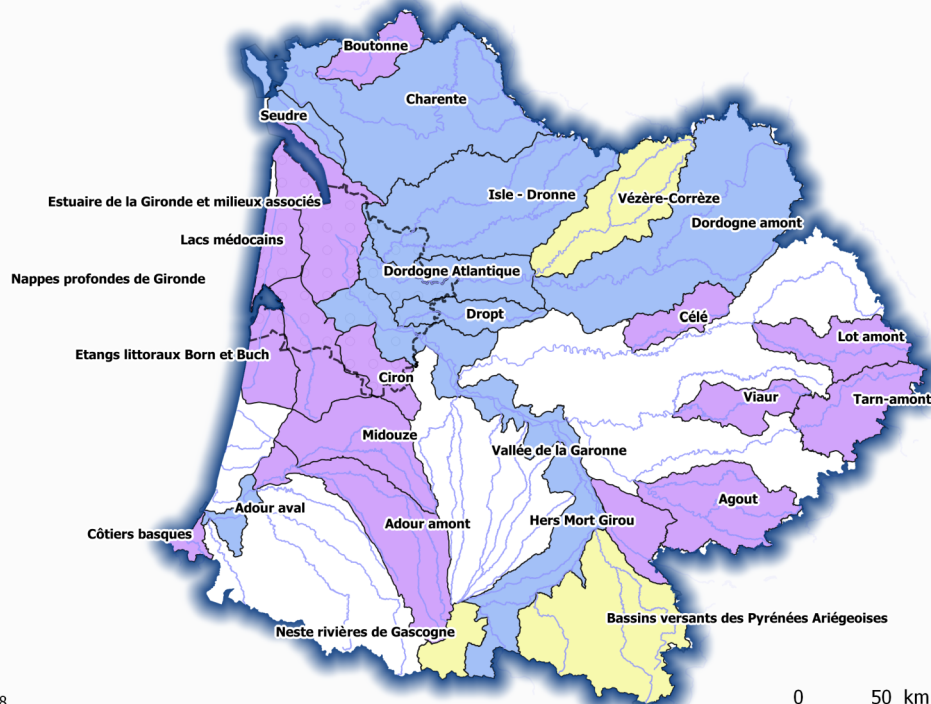 Boutonne
Charente
Seudre
Isle - Dronne
Vézère-Corrèze
Estuaire de la Gironde et milieux associés
Dordogne amont
Lacs médocains
Dordogne Atlantique
Nappes profondes de Gironde
Dropt
Célé
Lot amont
Etangs littoraux Born et Buch
Ciron
Viaur
Tarn-amont
Midouze
Vallée de la Garonne
Agout
Adour aval
Adour amont
Hers Mort Girou
Côtiers basques
Bassins versants des Pyrénées Ariégeoises
Neste rivières de Gascogne
8
0 50 km